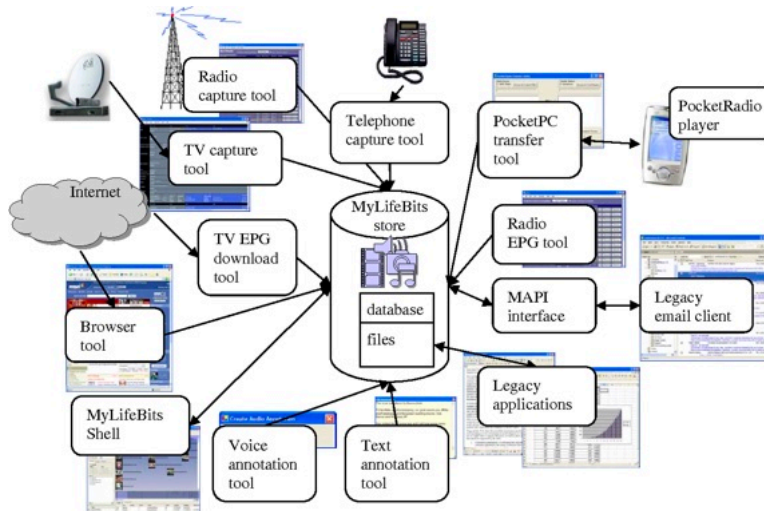 Radio
capture tool
Telephone
capture tool
PocketPC
transfer
tool
PocketRadio
player
TV capture
tool
Internet
MyLifeBits
store
TV EPG
download
tool
Radio
EPG tool
database
files
MAPI
interface
Legacy
email client
Browser
tool
Legacy
applications
MyLifeBits
Shell
Voice
annotation
tool
Text
annotation
tool